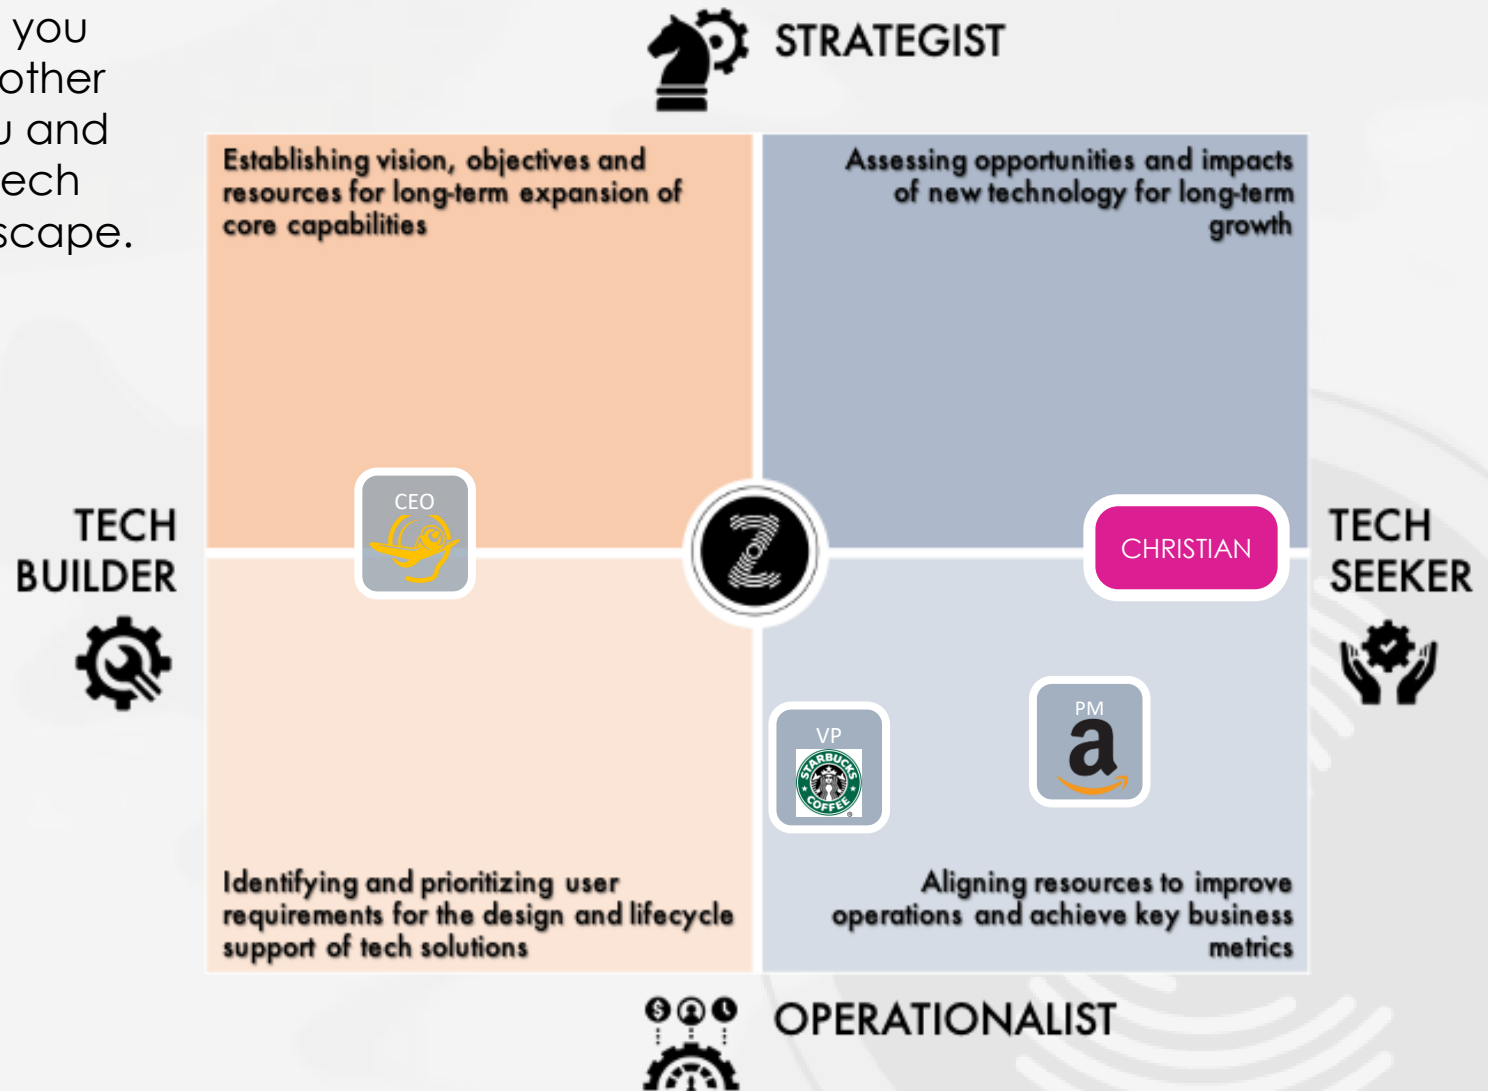 you
other
u and
ech
scape.
STRATEGIST
Establishing vision, objectives and
resources for long-term expansion of
core capabilities
Assessing opportunities and impacts
of new technology for long-term
growth
CEO
TECH
BUILDER
Z
CHRISTIAN
TECH
SEEKER
VP
STARBUCKS
COFFEE
®
PM
a
Identifying and prioritizing user
requirements for the design and lifecycle
support of tech solutions
Aligning resources to improve
operations and achieve key business
metrics
$
OPERATIONALIST